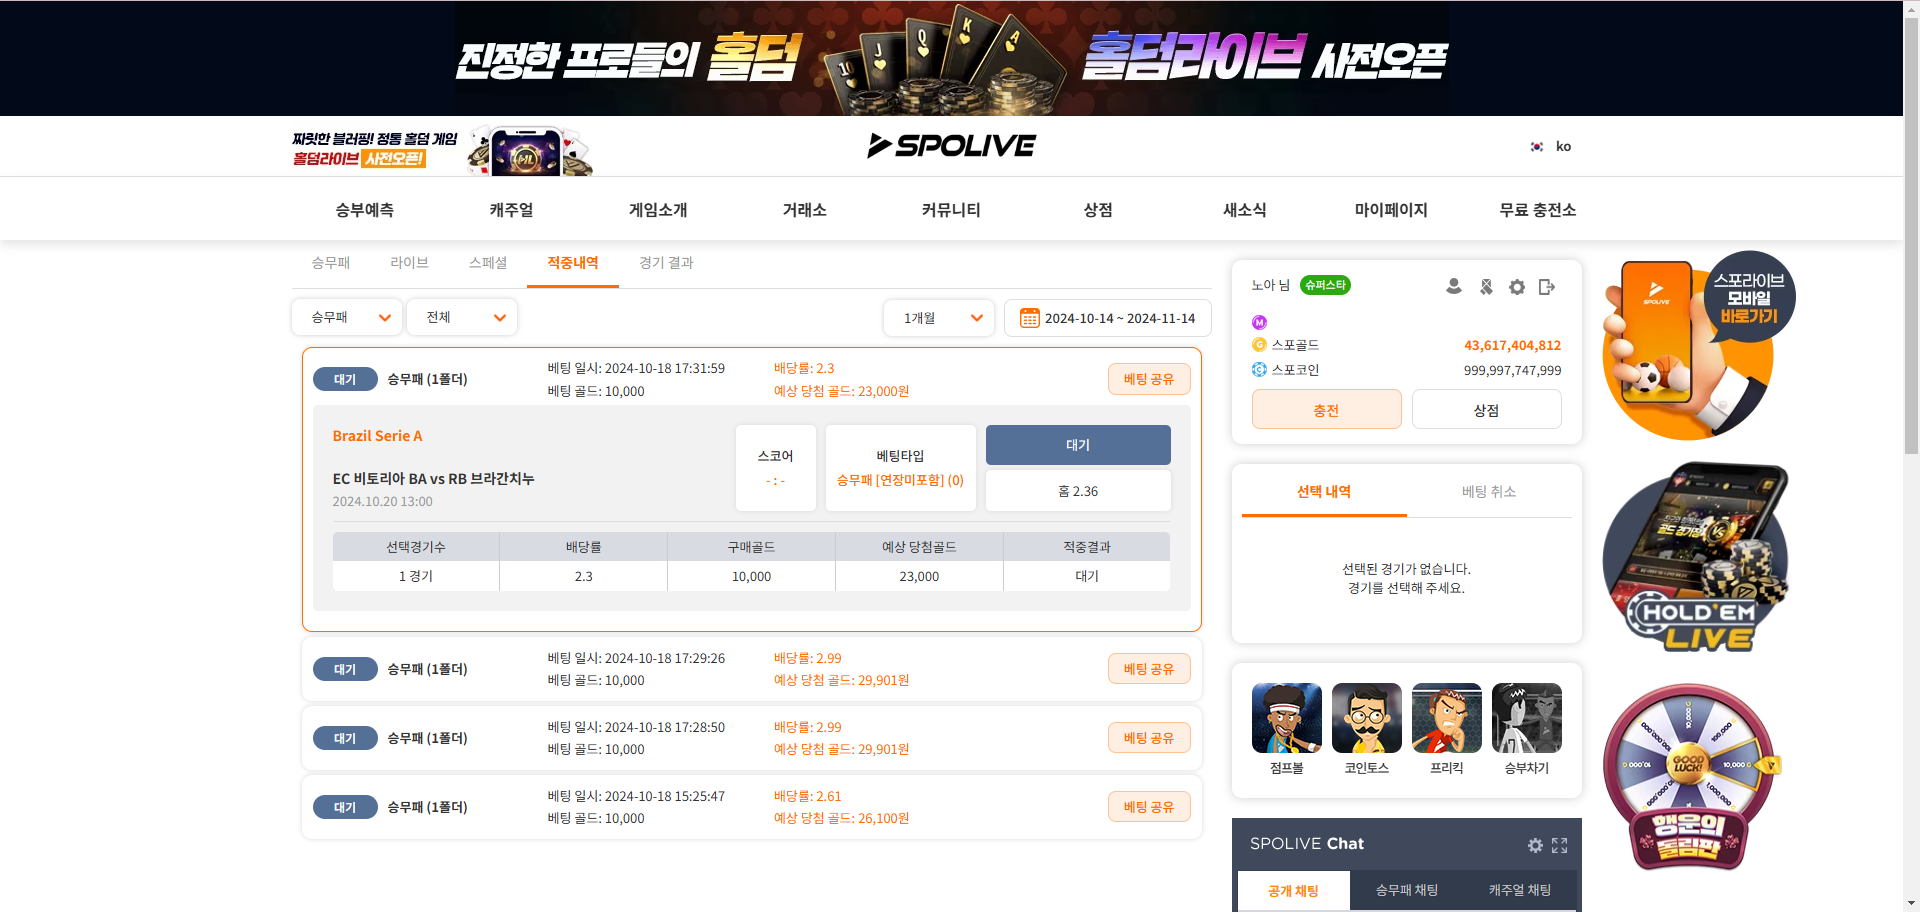 진정한 프로들의 홀덤
홀덤라이브 사전오픈
10 J Q K A
짜릿한 블러핑! 정통 홀덤 게임
홀덤라이브 사전오픈!
HL
SPOLIVE
ko
승부예측 캐주얼 게임소개 거래소 커뮤니티 상점 새소식 마이페이지 무료 충전소
승무패 라이브 스페셜 적중내역 경기 결과
승무패 전체 1개월 2024-10-14 ~ 2024-11-14
대기 승무패 (1폴더)
베팅 일시: 2024-10-18 17:31:59
베팅 골드: 10,000
배당률: 2.3
예상 당첨 골드: 23,000원
베팅 공유
Brazil Serie A
EC 비토리아 BA vs RB 브라간치누
2024.10.20 13:00
스코어
- : -
베팅타입
승무패 [연장미포함] (0)
대기
홈 2.36
선택경기수 배당률 구매골드 예상 당첨골드 적중결과
1 경기 2.3 10,000 23,000 대기
대기 승무패 (1폴더)
베팅 일시: 2024-10-18 17:29:26
베팅 골드: 10,000
배당률: 2.99
예상 당첨 골드: 29,901원
베팅 공유
대기 승무패 (1폴더)
베팅 일시: 2024-10-18 17:28:50
베팅 골드: 10,000
배당률: 2.99
예상 당첨 골드: 29,901원
베팅 공유
대기 승무패 (1폴더)
베팅 일시: 2024-10-18 15:25:47
베팅 골드: 10,000
배당률: 2.61
예상 당첨 골드: 26,100원
베팅 공유
노아 님 슈퍼스타
M
G 스포골드 43,617,404,812
C 스포코인 999,997,747,999
충전 상점
선택 내역 베팅 취소
선택된 경기가 없습니다.
경기를 선택해 주세요.
점프볼 코인토스 프리킥 승부차기
SPOLIVE Chat
공개 채팅 승무패 채팅 캐주얼 채팅
SPOLIVE
스포라이브
모바일
바로가기
VS
HOLD'EM
LIVE
GOOD
LUCK!
10,000 G
행운의
돌림판